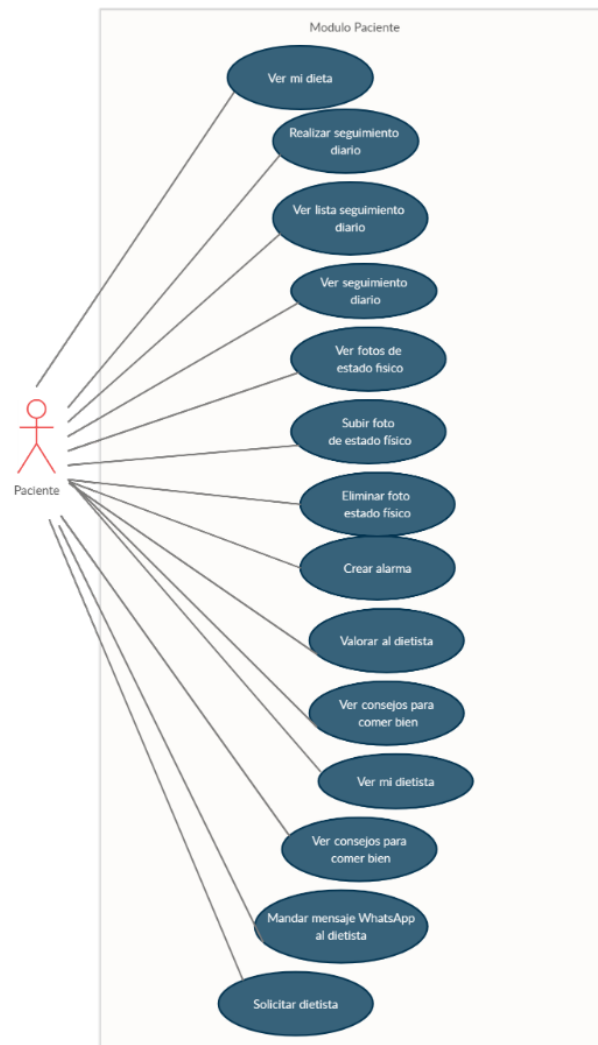 Modulo Paciente
Ver mi dieta
Realizar seguimiento
diario
Ver lista seguimiento
diario
Ver seguimiento
diario
Ver fotos de
estado fisico
Subir foto
de estado físico
Eliminar foto
estado físico
Paciente
Crear alarma
Valorar al dietista
Ver consejos para
comer bien
Ver mi dietista
Ver consejos para
comer bien
Mandar mensaje WhatsApp
al dietista
Solicitar dietista